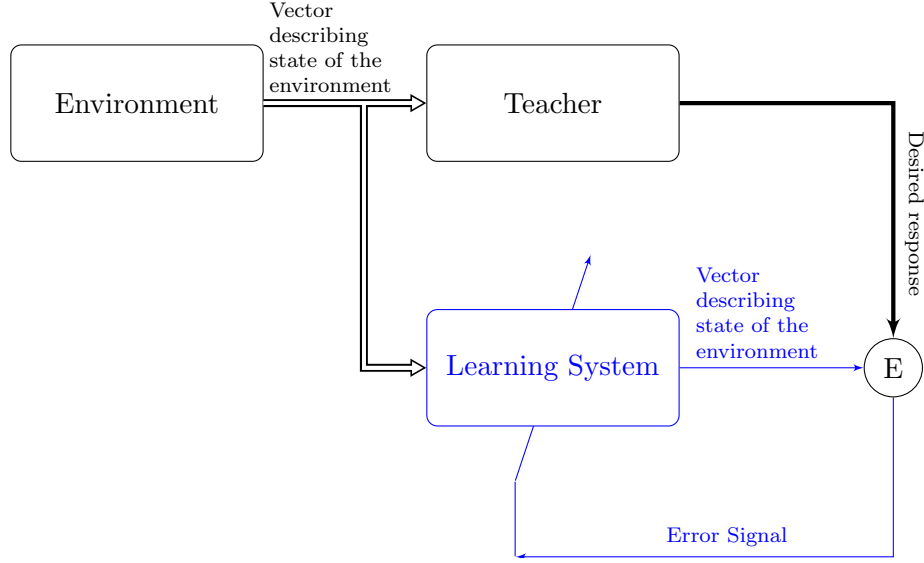 Vector
describing
state of the
environment
Environment
Teacher
Desired response
Vector
describing
state of the
environment
Learning System
E
Error Signal